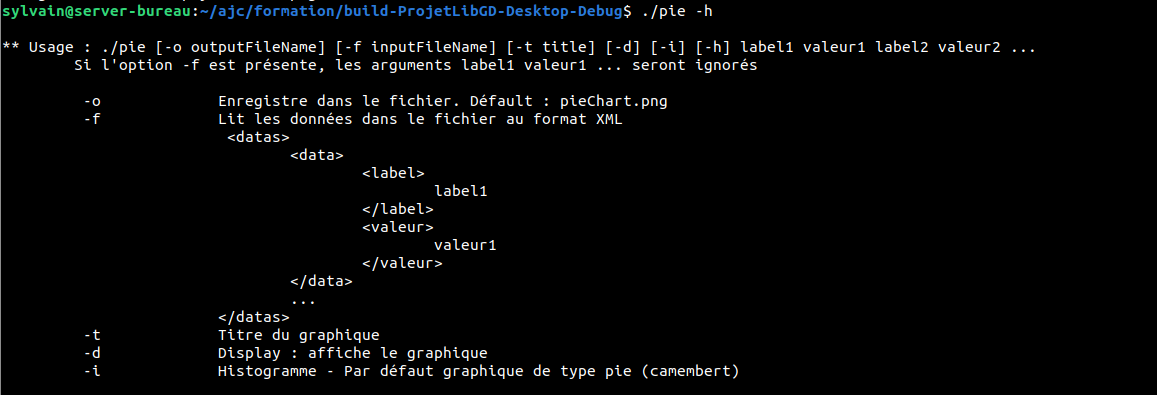 sylvain@server-bureau:~/ajc/formation/build-ProjetLibGD-Desktop-Debug$ ./pie -h
** Usage : ./pie [-o outputFileName] [-f inputFileName] [-t title] [-d] [-i] [-h] label1 valeur1 label2 valeur2 ...
Si l'option -f est présente, les arguments label1 valeur1 ... seront ignorés
-o Enregistre dans le fichier. Défault : pieChart.png
-f Lit les données dans le fichier au format XML
<datas>
<data>
<label>
label1
</label>
<valeur>
valeur1
</valeur>
</data>
...
</datas>
-t Titre du graphique
-d Display : affiche le graphique
-i Histogramme - Par défaut graphique de type pie (camembert)